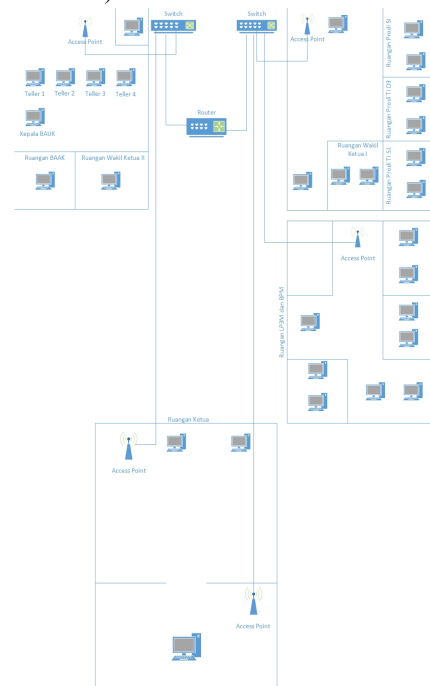 Switch
Switch
Access Point
Access Point
Ruangan Prodi SI
Teller 1
Teller 2
Teller 3
Teller 4
Router
Ruangan Prodi TI D3
Kepala BAUK
Ruangan Wakil
Ketua I
Ruangan BAAK
Ruangan Wakil Ketua II
Ruangan Prodi TI S1
Access Point
Ruangan LP3M dan BPM
Ruangan Ketua
Access Point
Access Point